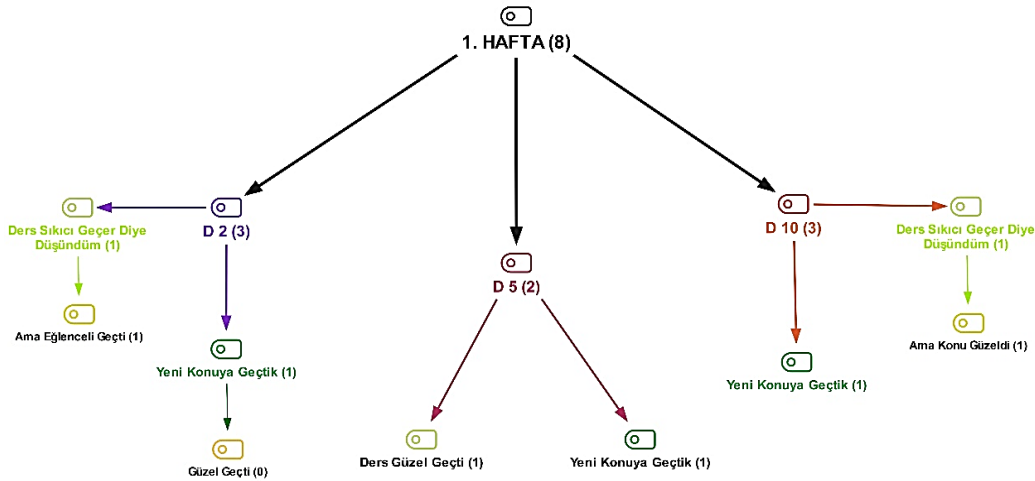 1. HAFTA (8)
Ders Sıkıcı Geçer Diye
Düşündüm (1)
D 2 (3)
D 10 (3)
Ders Sıkıcı Geçer Diye
Düşündüm (1)
D 5 (2)
Ama Eğlenceli Geçti (1)
Ama Konu Güzeldi (1)
Yeni Konuya Geçtik (1)
Yeni Konuya Geçtik (1)
Güzel Geçti (0)
Ders Güzel Geçti (1)
Yeni Konuya Geçtik (1)